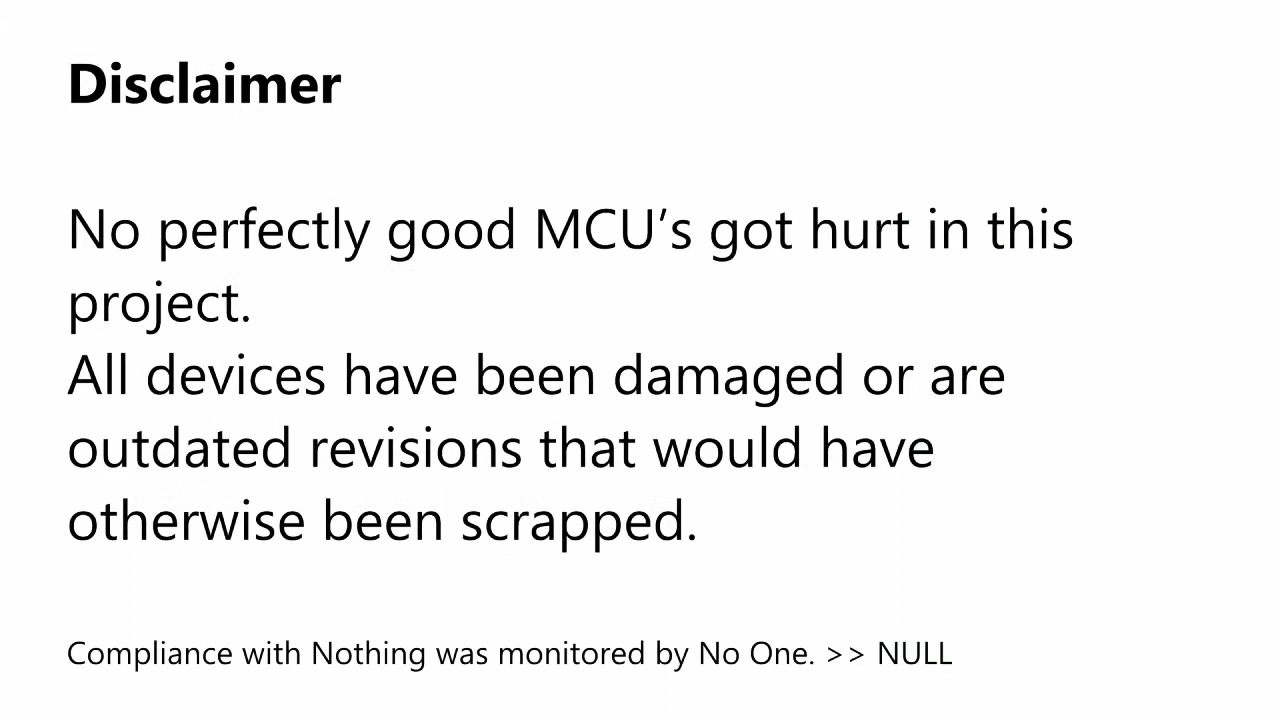 Disclaimer
No perfectly good MCU’s got hurt in this
project.
All devices have been damaged or are
outdated revisions that would have
otherwise been scrapped.
Compliance with Nothing was monitored by No One. >> NULL